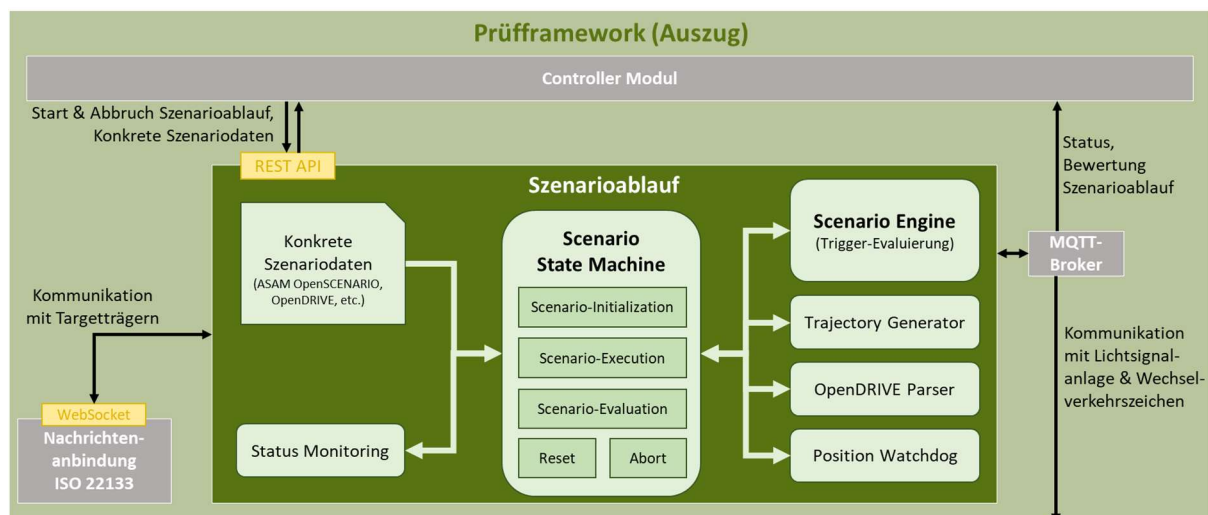 Prüfframework (Auszug)
Controller Modul
Start & Abbruch Szenarioablauf,
Konkrete Szenariodaten
REST API
Szenarioablauf
Konkrete
Szenariodaten
(ASAM OpenSCENARIO,
OpenDRIVE, etc.)
Status Monitoring
Scenario
State Machine
Scenario-Initialization
Scenario-Execution
Scenario-Evaluation
Reset
Abort
Scenario Engine
(Trigger-Evaluierung)
Trajectory Generator
OpenDRIVE Parser
Position Watchdog
Status,
Bewertung
Szenarioablauf
MQTT-
Broker
Kommunikation
mit Lichtsignal-
anlage & Wechsel-
verkehrszeichen
Kommunikation
mit Targetträgern
WebSocket
Nachrichten-
anbindung
ISO 22133